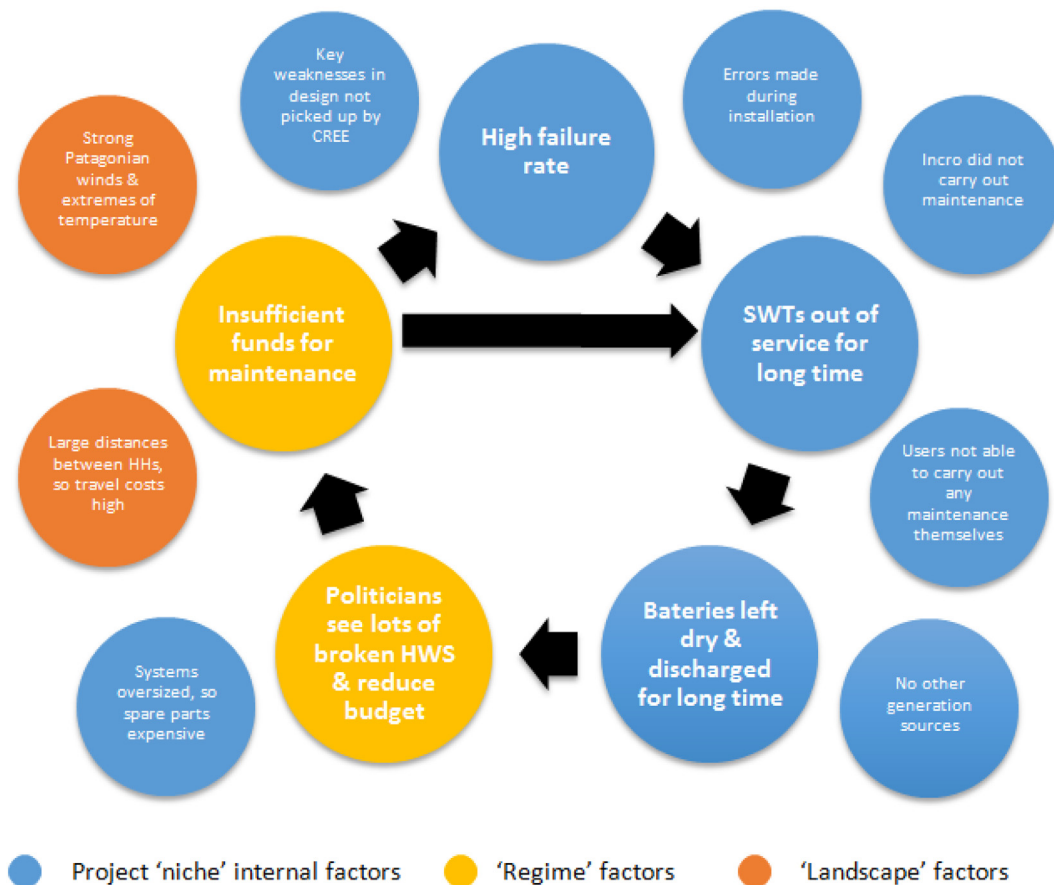 Key
weaknesses in
design not
picked up by
CREE
High failure
rate
Errors made
during
installation
Strong
Patagonian
winds &
extremes of
temperature
Incro did not
carry out
maintenance
Insufficient
funds for
maintenance
SWTs out of
service for
long time
Large distances
between HHs,
so travel costs
high
Users not able
to carry out
any
maintenance
themselves
Politicians
see lots of
broken HWS
& reduce
budget
Bateries left
dry &
discharged
for long time
Systems
oversized, so
spare parts
expensive
No other
generation
sources
Project ‘niche’ internal factors
‘Regime’ factors
‘Landscape’ factors